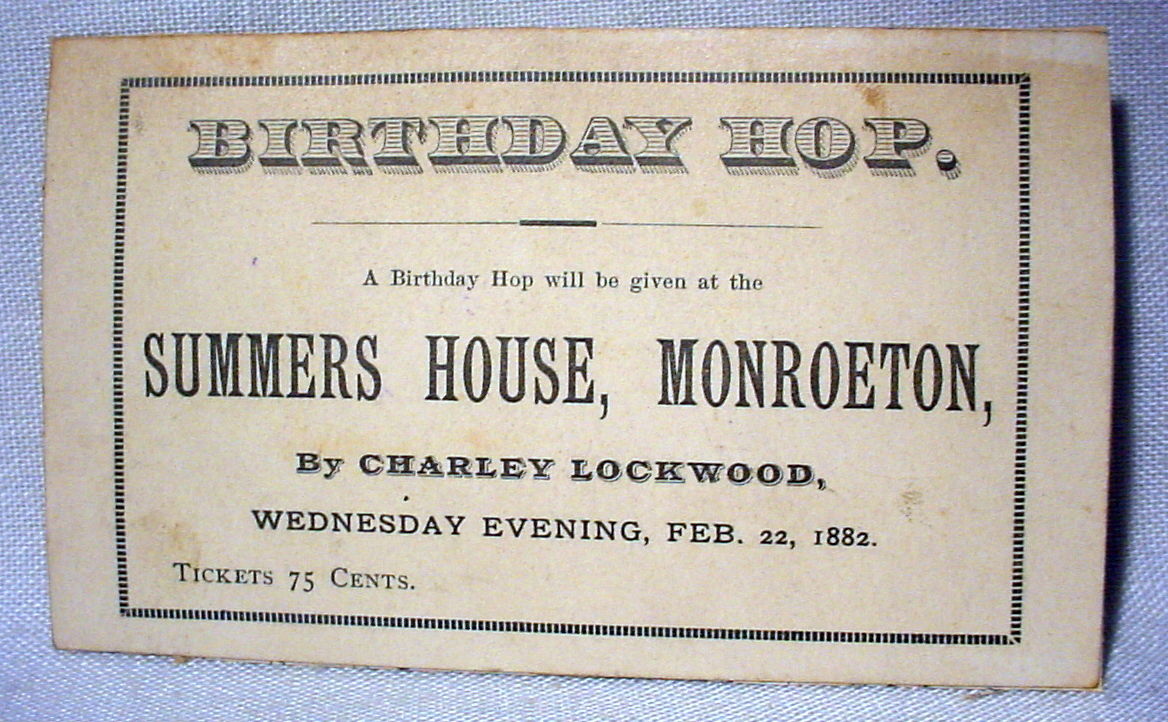 BIRTHDAY HOP.
A Birthday Hop will be given at the
SUMMERS HOUSE, MONROETON,
By CHARLEY LOCKWOOD,
WEDNESDAY EVENING, FEB. 22, 1882.
TICKETS 75 CENTS.